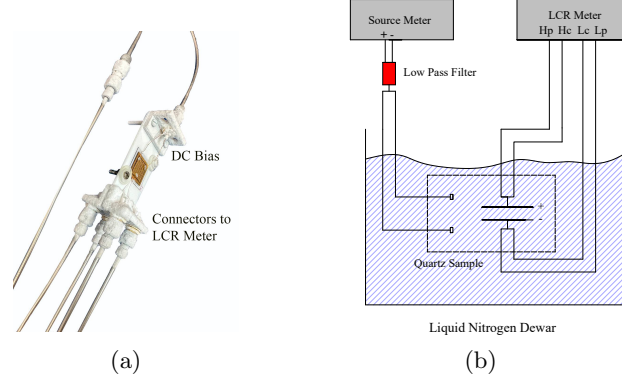 DC Bias
Connectors to
LCR Meter
(a)
Source Meter
+ -
Low Pass Filter
LCR Meter
Hp Hc Lc Lp
+
-
Quartz Sample
Liquid Nitrogen Dewar
(b)